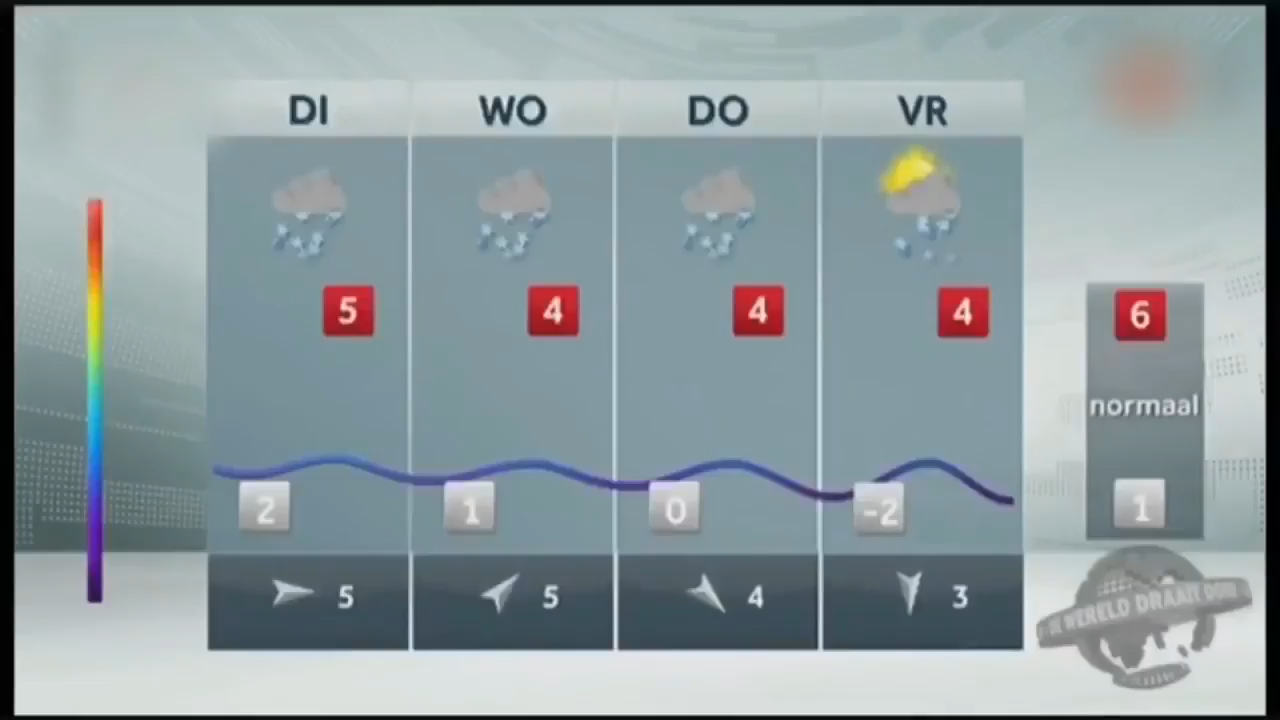 DI WO DO VR
5 4 4 4 6
normaal
2 1 0 -2 1
5 5 4 3
DE WERELD DRAAIT DOOR